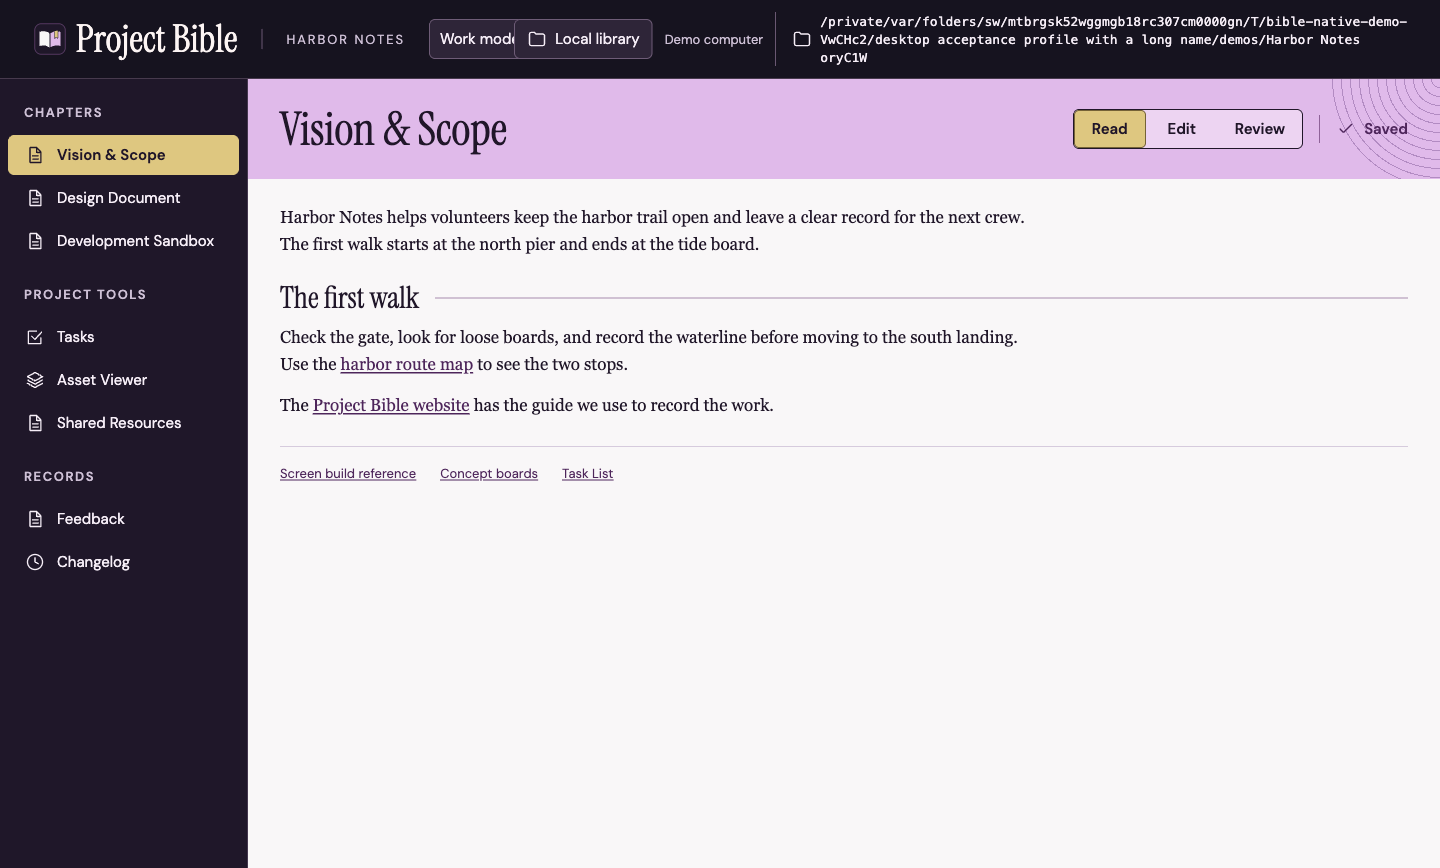 Project Bible
HARBOR NOTES
Work mode
Local library
Demo computer
/private/var/folders/sw/mtbrgsk52wggmgb18rc307cm0000gn/T/bible-native-demo-
VwCHc2/desktop acceptance profile with a long name/demos/Harbor Notes
oryC1W
CHAPTERS
Vision & Scope
Design Document
Development Sandbox
PROJECT TOOLS
Tasks
Asset Viewer
Shared Resources
RECORDS
Feedback
Changelog
Vision & Scope
Read
Edit
Review
Saved
Harbor Notes helps volunteers keep the harbor trail open and leave a clear record for the next crew.
The first walk starts at the north pier and ends at the tide board.
The first walk
Check the gate, look for loose boards, and record the waterline before moving to the south landing.
Use the harbor route map to see the two stops.
The Project Bible website has the guide we use to record the work.
Screen build reference
Concept boards
Task List